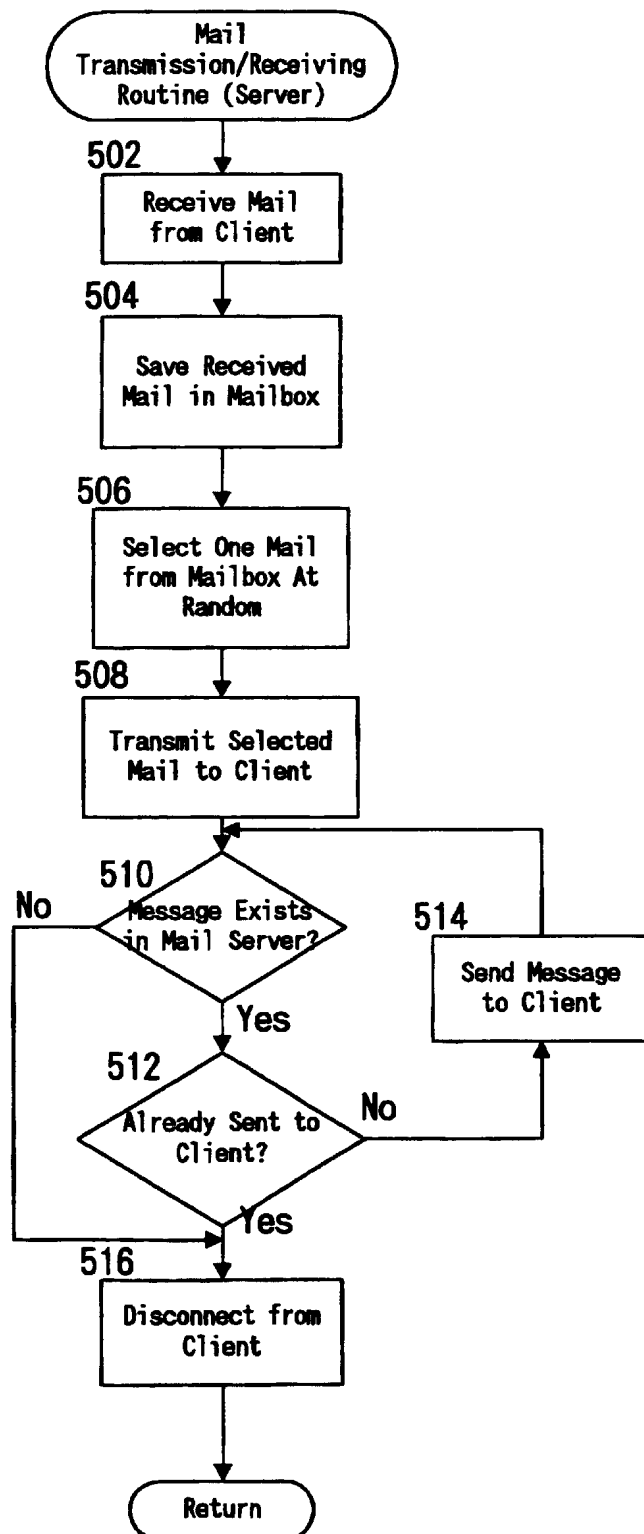 Mail
Transmission/Receiving
Routine (Server)
502
Receive Mail
from Client
504
Save Received
Mail in Mailbox
506
Select One Mail
from Mailbox At
Random
508
Transmit Selected
Mail to Client
510
No
Message Exists
in Mail Server?
514
Send Message
to Client
Yes
512
Already Sent to
Client?
No
Yes
516
Disconnect from
Client
Return